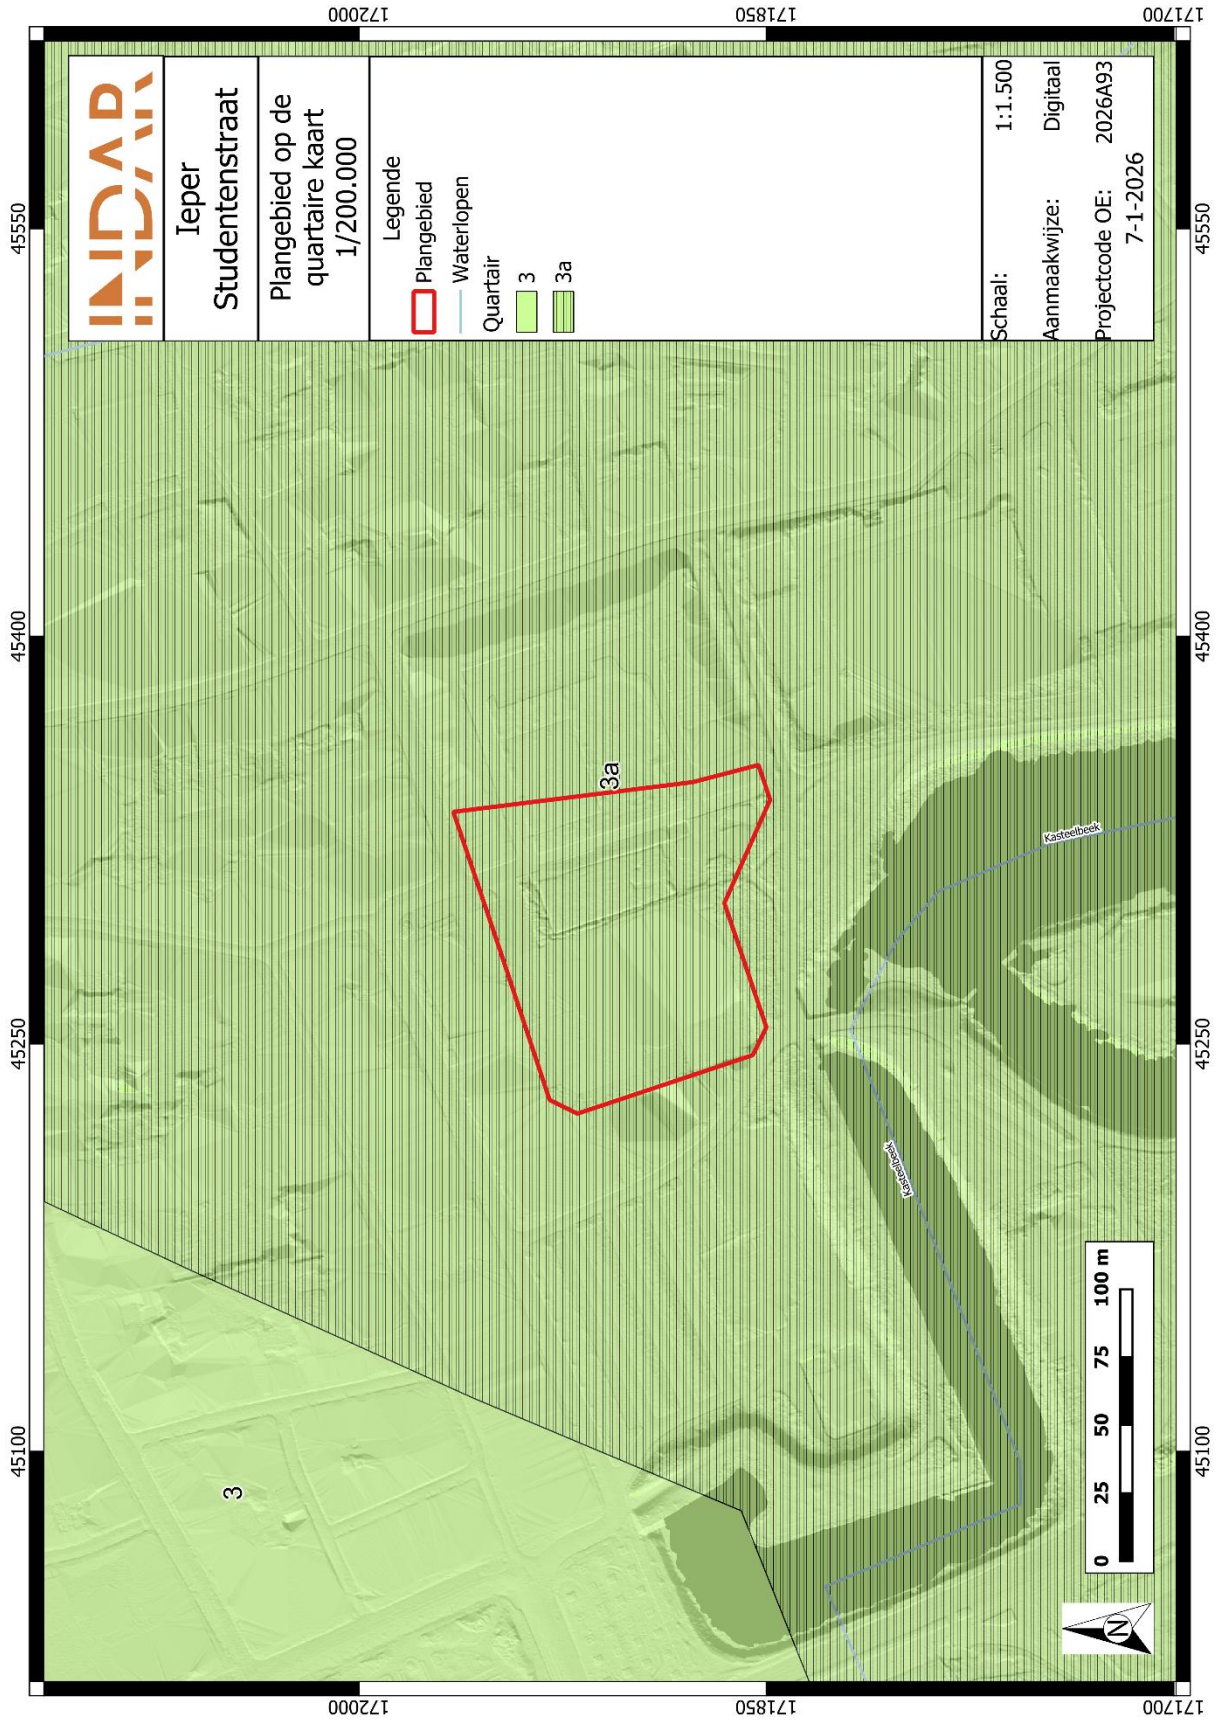 INDAR
Ieper
Studentenstraat
Plangebied op de
quartaire kaart
1/200.000
Legende
Plangebied
Waterlopen
Quartair
3
3a
Schaal: 1:1.500
Aanmaakwijze: Digitaal
Projectcode OE: 2026A93
7-1-2026
45100
45250
45400
45550
172000
172000
171850
171850
171700
171700
45100
45250
45400
45550
3
3a
Kasteelbeek
Kasteelbeek
0 25 50 75 100 m
N